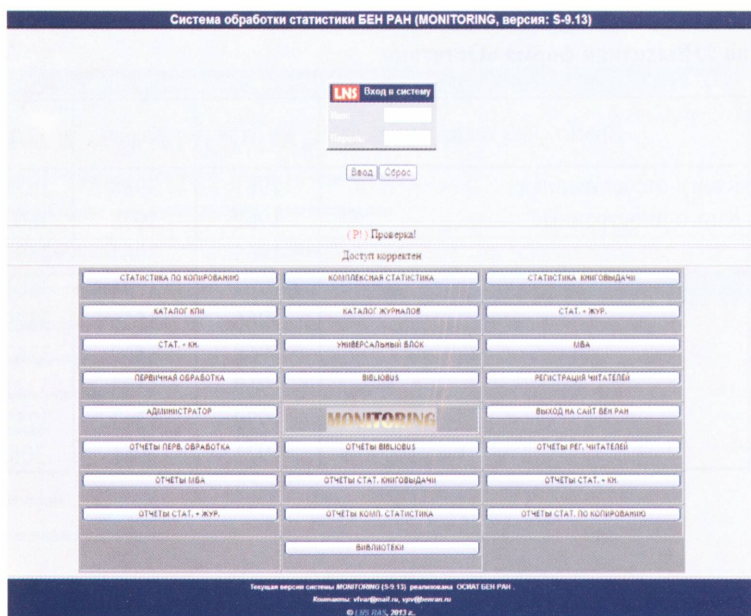 Система обработки статистики БЕН РАН (MONITORING, версия: S-9.13)
LNS Вход в систему
Имя:
Пароль:
Ввод Сброс
( Р! ) Проверка!
Доступ корректен
СТАТИСТИКА ПО КОПИРОВАНИЮ КОМПЛЕКСНАЯ СТАТИСТИКА СТАТИСТИКА КНИГОВЫДАЧИ
КАТАЛОГ КПИ КАТАЛОГ ЖУРНАЛОВ СТАТ. + ЖУР.
СТАТ. + КН. УНИВЕРСАЛЬНЫЙ БЛОК МБА
ПЕРВИЧНАЯ ОБРАБОТКА BIBLIOBUS РЕГИСТРАЦИЯ ЧИТАТЕЛЕЙ
АДМИНИСТРАТОР MONITORING ВЫХОД НА САЙТ БЕН РАН
ОТЧЕТЫ ПЕРВ. ОБРАБОТКА ОТЧЕТЫ BIBLIOBUS ОТЧЕТЫ РЕГ. ЧИТАТЕЛЕЙ
ОТЧЕТЫ МБА ОТЧЕТЫ СТАТ. КНИГОВЫДАЧИ ОТЧЕТЫ СТАТ. + КН.
ОТЧЕТЫ СТАТ. + ЖУР. ОТЧЕТЫ КОМП. СТАТИСТИКА ОТЧЕТЫ СТАТ. ПО КОПИРОВАНИЮ
БИБЛИОТЕКИ
Текущая версия системы MONITORING (S-9.13) реализована ОСИАТ БЕН РАН .
Контакты: vfvar@mail.ru, vpv@benran.ru
© LNS RAS, 2013 г..